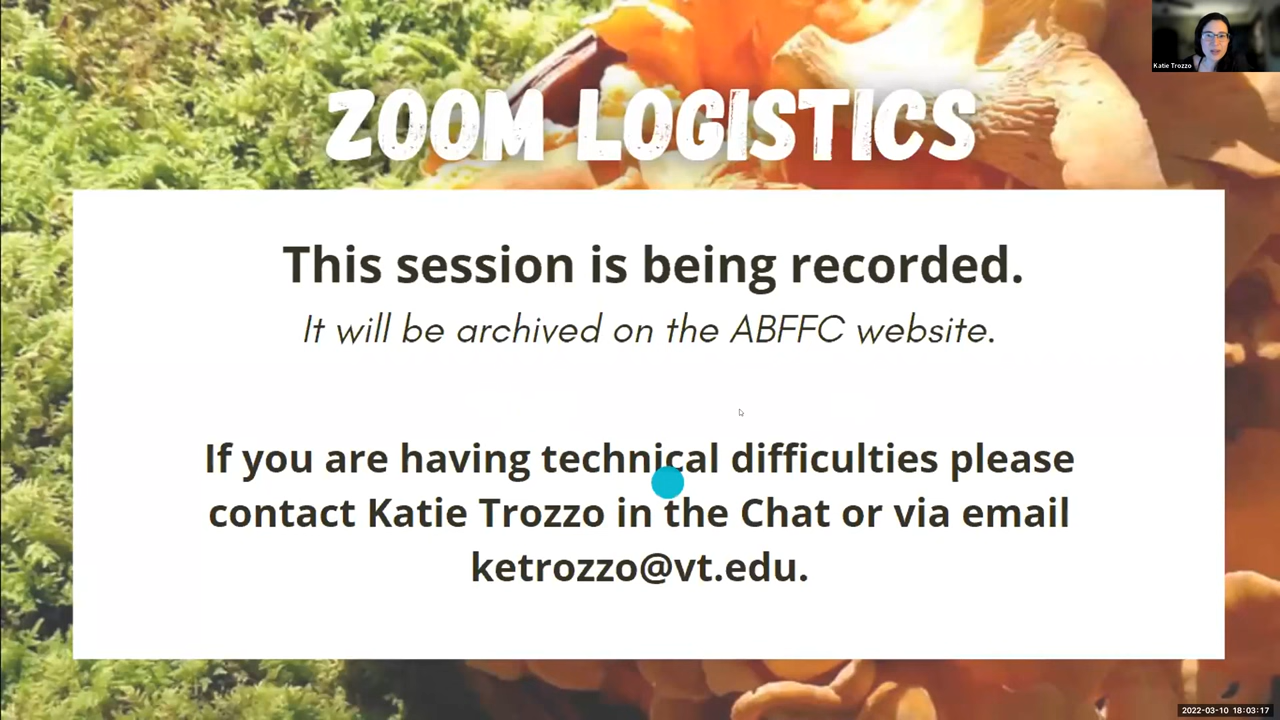 Katie Trozzo
ZOOM LOGISTICS
This session is being recorded.
It will be archived on the ABFFC website.
If you are having technical difficulties please
contact Katie Trozzo in the Chat or via email
ketrozzo@vt.edu.
2022-03-10 18:03:17